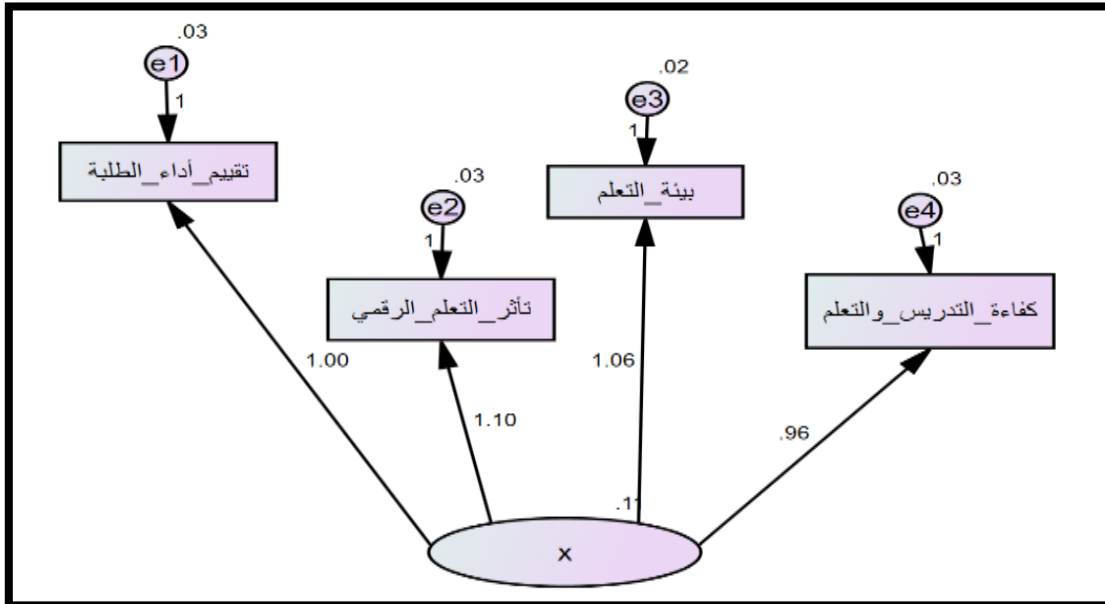 .03
e1
1
تقييم_أداء_الطلبة
.03
e2
1
تأثر_التعلم_الرقمي
.02
e3
1
بيئة_التعلم
.03
e4
1
كفاءة_التدريس_والتعلم
1.00
1.10
1.06
.96
.11
x